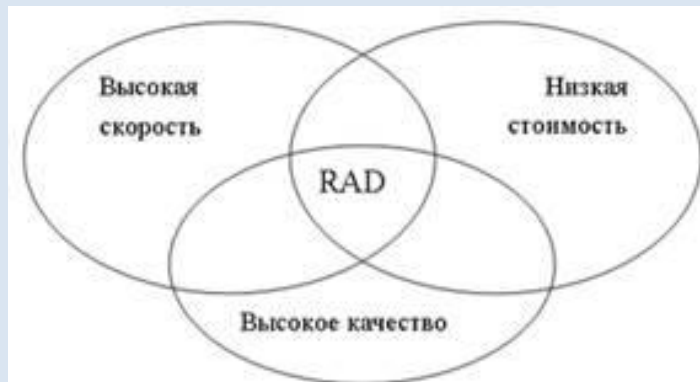 Высокая
скорость
Низкая
стоимость
RAD
Высокое качество